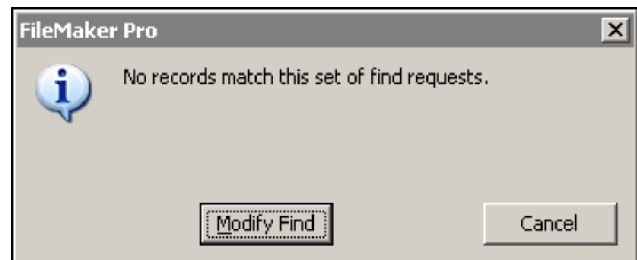 FileMaker Pro
No records match this set of find requests.
Modify Find Cancel